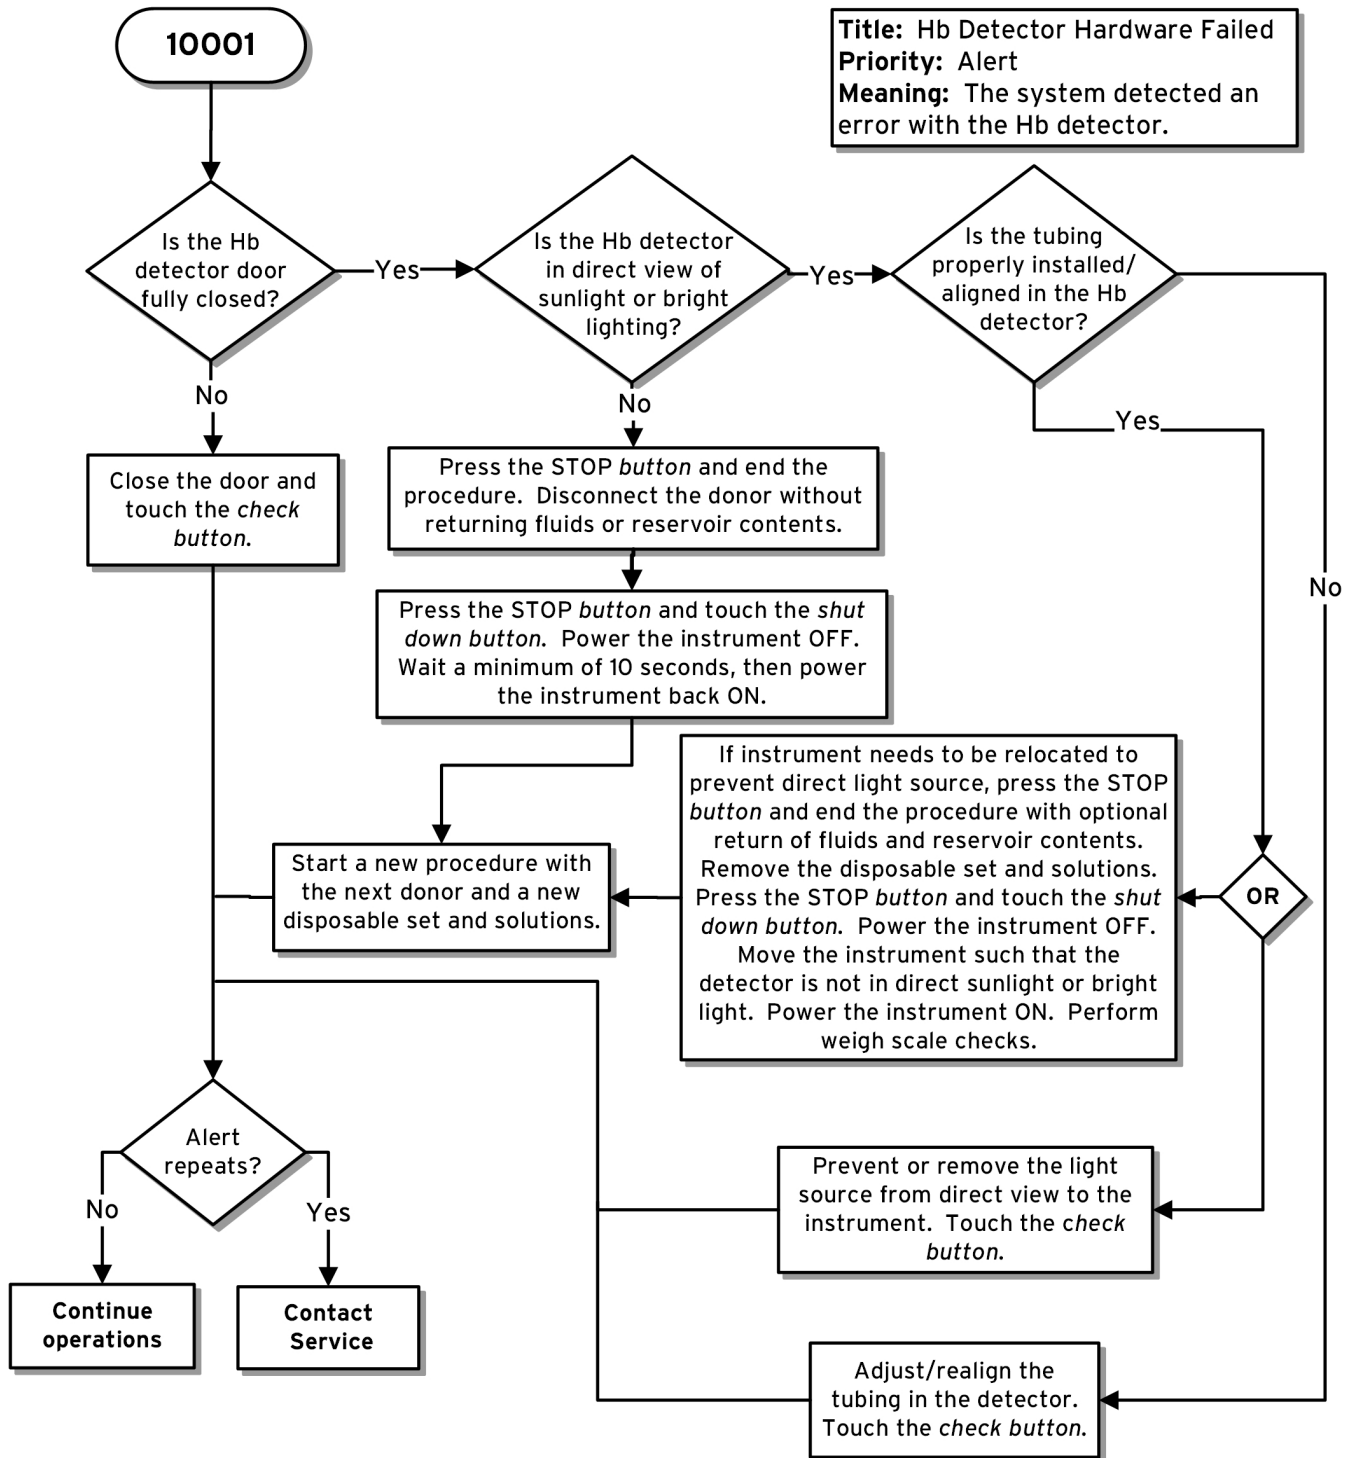 10001
Title: Hb Detector Hardware Failed
Priority: Alert
Meaning: The system detected an
error with the Hb detector.
Is the Hb
detector door
fully closed?
Yes
Is the Hb detector
in direct view of
sunlight or bright
lighting?
Yes
Is the tubing
properly installed/
aligned in the Hb
detector?
No
No
Yes
Close the door and
touch the check
button.
Press the STOP button and end the
procedure. Disconnect the donor without
returning fluids or reservoir contents.
No
Press the STOP button and touch the shut
down button. Power the instrument OFF.
Wait a minimum of 10 seconds, then power
the instrument back ON.
If instrument needs to be relocated to
prevent direct light source, press the STOP
button and end the procedure with optional
return of fluids and reservoir contents.
Remove the disposable set and solutions.
Press the STOP button and touch the shut
down button. Power the instrument OFF.
Move the instrument such that the
detector is not in direct sunlight or bright
light. Power the instrument ON. Perform
weigh scale checks.
Start a new procedure with
the next donor and a new
disposable set and solutions.
OR
Alert
repeats?
No
Yes
Prevent or remove the light
source from direct view to the
instrument. Touch the check
button.
Continue
operations
Contact
Service
Adjust/realign the
tubing in the detector.
Touch the check button.